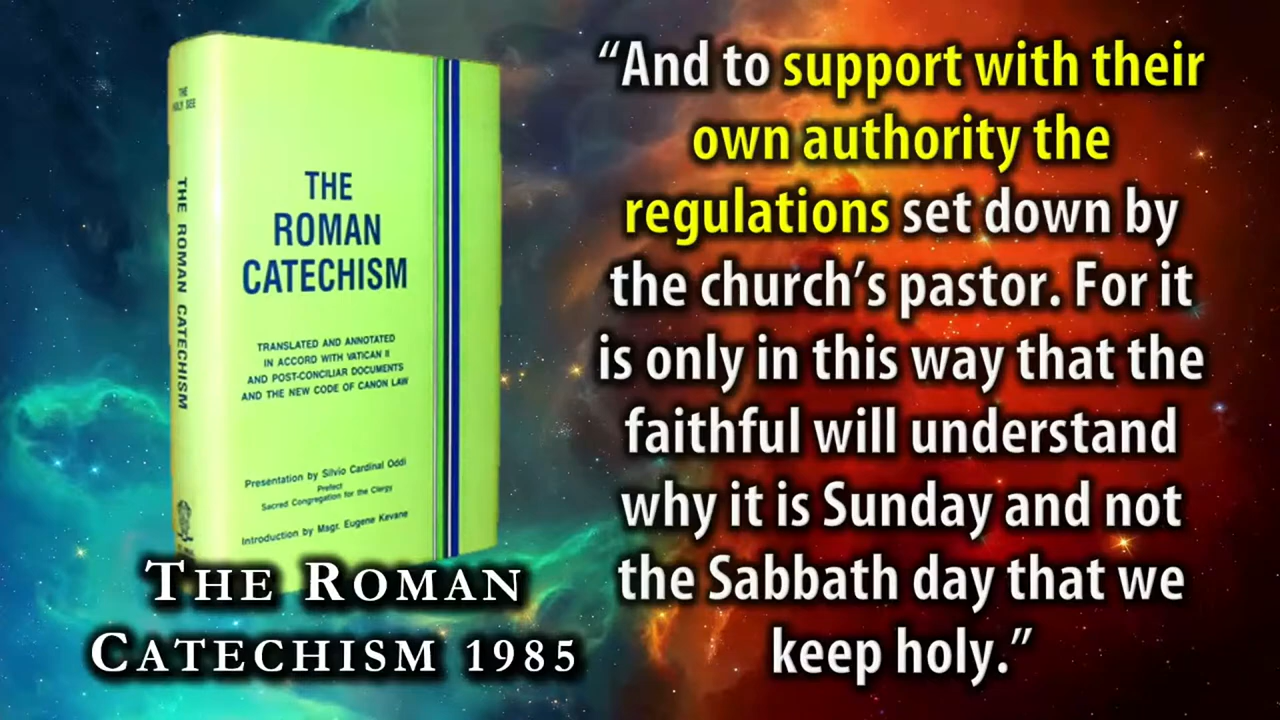 THE
HOLY SEE
THE ROMAN CATECHISM
THE
ROMAN
CATECHISM
TRANSLATED AND ANNOTATED
IN ACCORD WITH VATICAN II
AND POST-CONCILIAR DOCUMENTS
AND THE NEW CODE OF CANON LAW
Presentation by Silvio Cardinal Oddi
Prefect
Sacred Congregation for the Clergy
Introduction by Msgr. Eugene Kevane
THE ROMAN
CATECHISM 1985
“And to support with their
own authority the
regulations set down by
the church’s pastor. For it
is only in this way that the
faithful will understand
why it is Sunday and not
the Sabbath day that we
keep holy.”